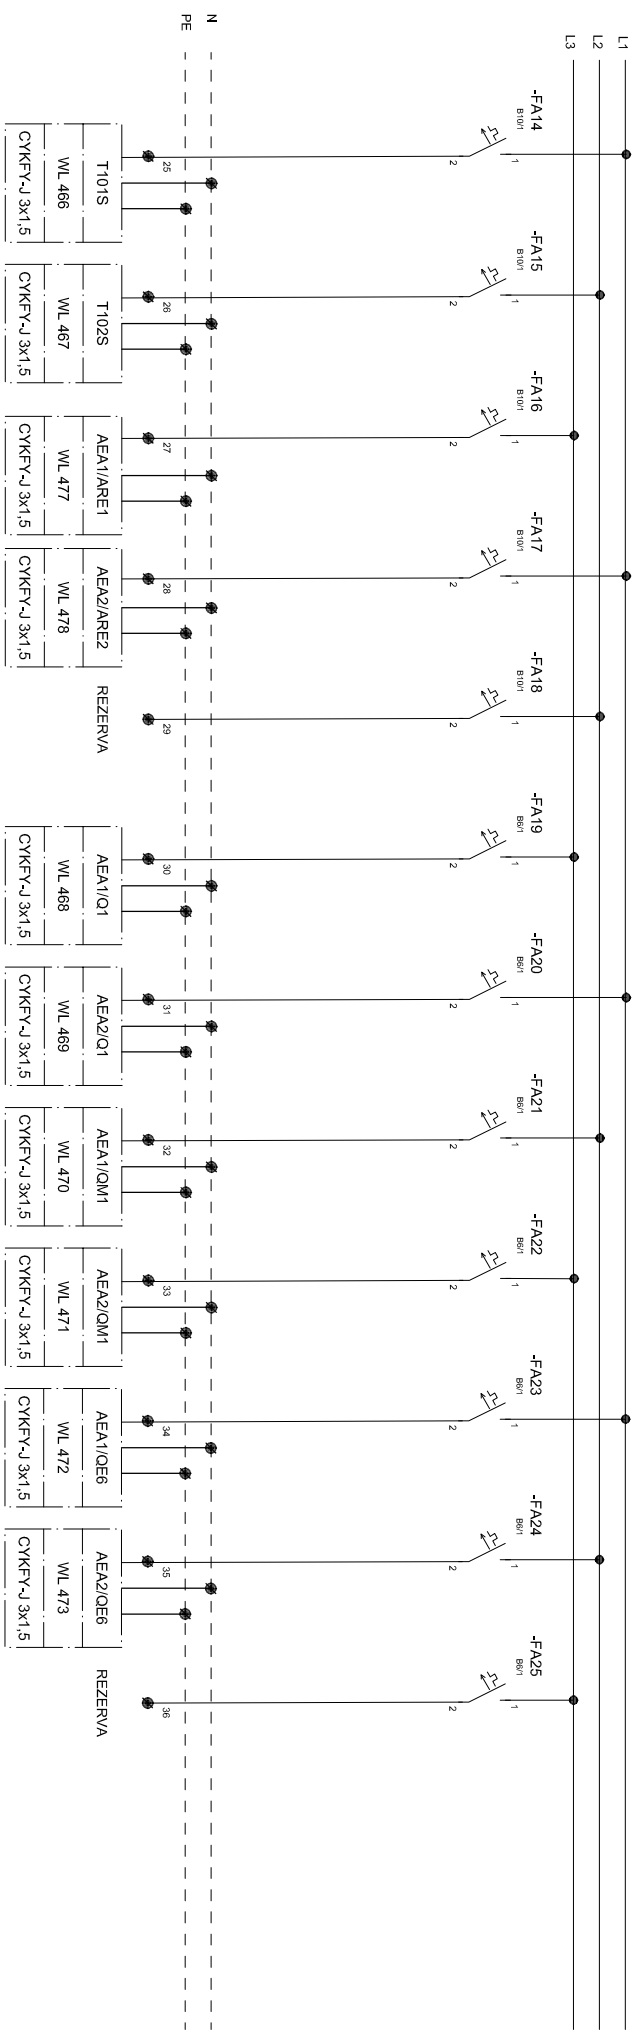 L1
L2
L3
N
PE
-FA14
B10/1
1
2
25
T101S
WL 466
CYKFY-J 3x1,5
-FA15
B10/1
1
2
26
T102S
WL 467
CYKFY-J 3x1,5
-FA16
B10/1
1
2
27
AEA1/ARE1
WL 477
CYKFY-J 3x1,5
-FA17
B10/1
1
2
28
AEA2/ARE2
WL 478
CYKFY-J 3x1,5
-FA18
B10/1
1
2
29
REZERVA
-FA19
B6/1
1
2
30
AEA1/Q1
WL 468
CYKFY-J 3x1,5
-FA20
B6/1
1
2
31
AEA2/Q1
WL 469
CYKFY-J 3x1,5
-FA21
B6/1
1
2
32
AEA1/QM1
WL 470
CYKFY-J 3x1,5
-FA22
B6/1
1
2
33
AEA2/QM1
WL 471
CYKFY-J 3x1,5
-FA23
B6/1
1
2
34
AEA1/QE6
WL 472
CYKFY-J 3x1,5
-FA24
B6/1
1
2
35
AEA2/QE6
WL 473
CYKFY-J 3x1,5
-FA25
B6/1
1
2
36
REZERVA